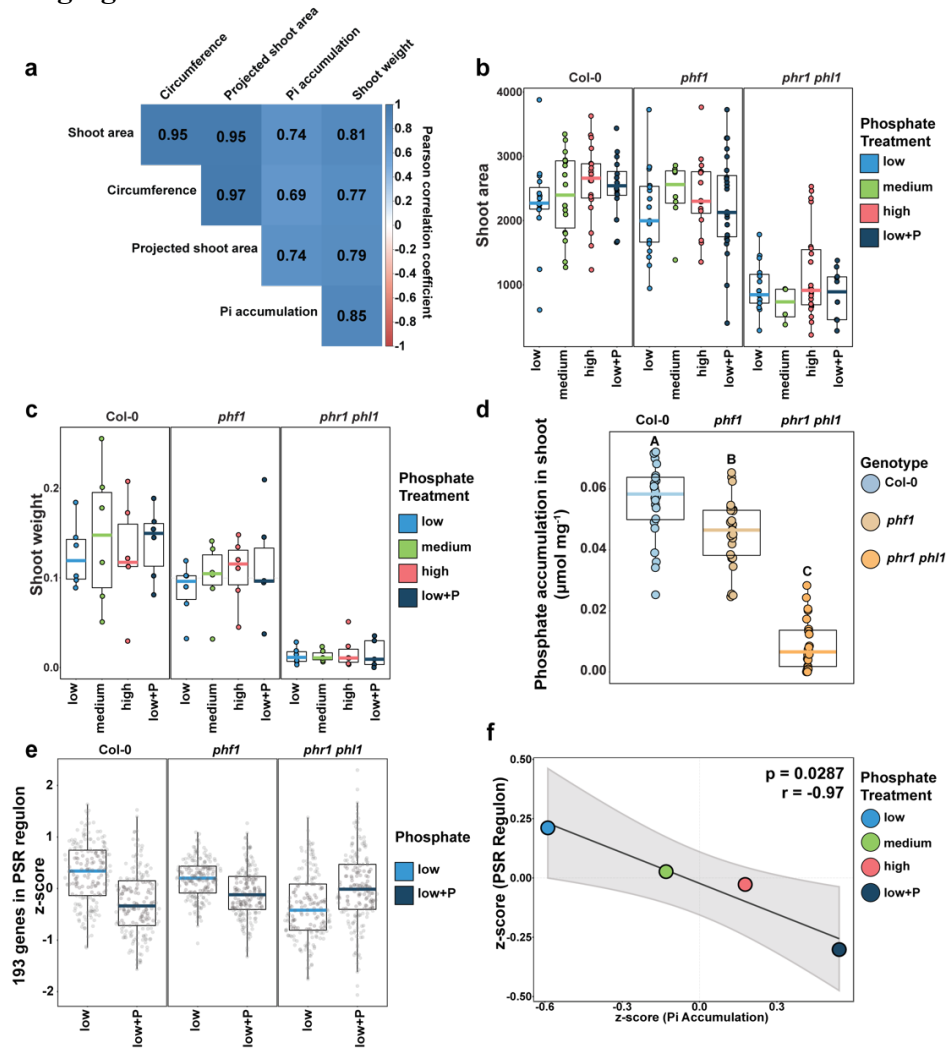 a
Circumference
Projected shoot area
Pi accumulation
Shoot weight
Shoot area
0.95
0.95
0.74
0.81
Circumference
0.97
0.69
0.77
Projected shoot area
0.74
0.79
Pi accumulation
0.85
1
0.8
0.6
0.4
0.2
0
-0.2
-0.4
-0.6
-0.8
-1
Pearson correlation coefficient
b
Col-0
phf1
phr1 phl1
Shoot area
4000
3000
2000
1000
low
medium
high
low+P
low
medium
high
low+P
low
medium
high
low+P
Phosphate
Treatment
low
medium
high
low+P
c
Col-0
phf1
phr1 phl1
Shoot weight
0.2
0.1
0.0
low
medium
high
low+P
low
medium
high
low+P
low
medium
high
low+P
Phosphate
Treatment
low
medium
high
low+P
d
Col-0
phf1
phr1 phl1
A
B
C
Phosphate accumulation in shoot
(μmol mg-1)
0.06
0.04
0.02
0.00
Genotype
Col-0
phf1
phr1 phl1
e
Col-0
phf1
phr1 phl1
193 genes in PSR regulon
z-score
2
1
0
-1
-2
low
low+P
low
low+P
low
low+P
Phosphate
low
low+P
f
p = 0.0287
r = -0.97
z-score (PSR Regulon)
0.50
0.25
0.00
-0.25
-0.50
-0.6
-0.3
0.0
0.3
z-score (Pi Accumulation)
Phosphate
Treatment
low
medium
high
low+P